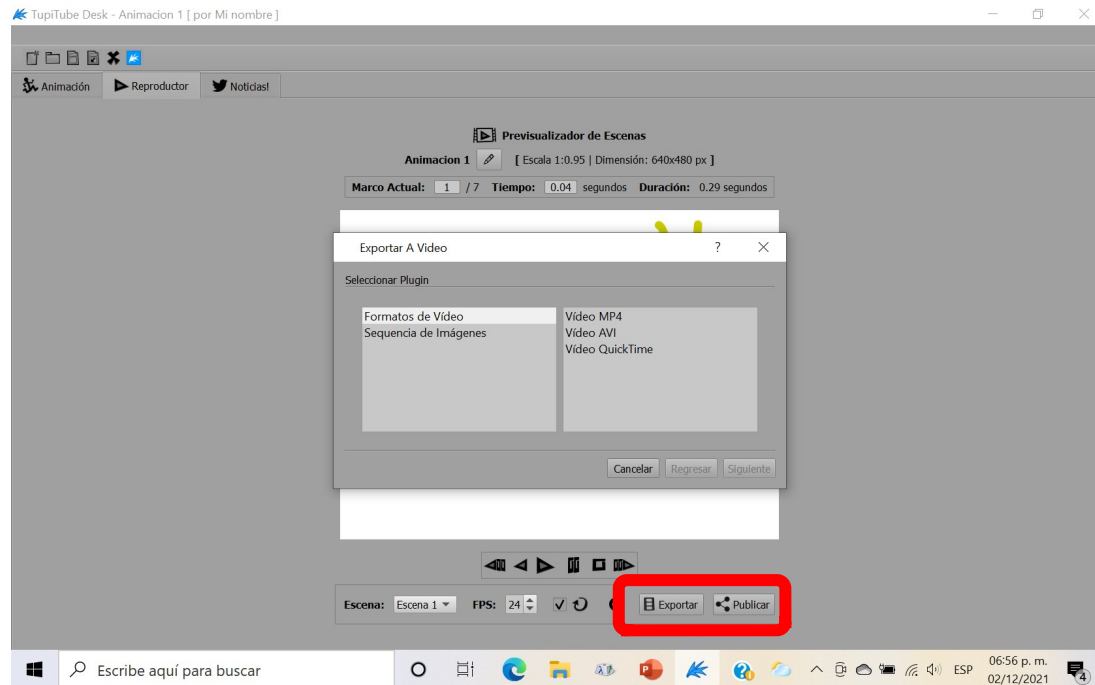 TupiTube Desk - Animacion 1 [ por Mi nombre ]
Animación Reproductor Noticias!
Previsualizador de Escenas
Animacion 1 [ Escala 1:0.95 | Dimensión: 640x480 px ]
Marco Actual: 1 / 7 Tiempo: 0.04 segundos Duración: 0.29 segundos
Exportar A Video ?
Seleccionar Plugin
Formatos de Vídeo Vídeo MP4
Sequencia de Imágenes Vídeo AVI
Vídeo QuickTime
Cancelar Regresar Siguiente
Escena: Escena 1 FPS: 24 Exportar Publicar
Escribe aquí para buscar ESP 06:56 p. m.
02/12/2021 4